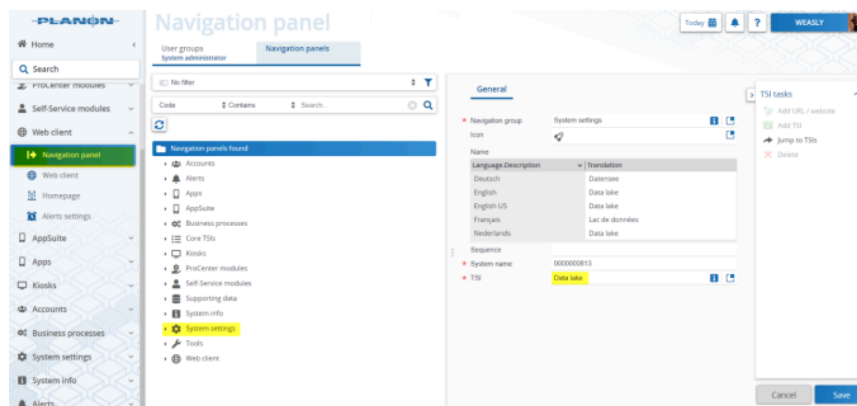 PLANON
Navigation panel
Today
?
WEASLY
Home
User groups
System administrator
Navigation panels
Search
ProCenter modules
Self-Service modules
Web client
Navigation panel
Web client
Homepage
Alerts settings
AppSuite
Apps
Kiosks
Accounts
Business processes
System settings
System info
Alerts
No filter
Code
Contains
Search...
Navigation panels found
Accounts
Alerts
Apps
AppSuite
Business processes
Core TSIs
Kiosks
ProCenter modules
Self-Service modules
Supporting data
System info
System settings
Tools
Web client
General
* Navigation group System settings
Icon
Name
Language.Description Translation
Deutsch Datensee
English Data lake
English US Data lake
Français Lac de données
Nederlands Data lake
Sequence
* System name 0000000813
* TSI Data lake
TSI tasks
Add URL / website
Add TSI
Jump to TSIs
Delete
Cancel
Save